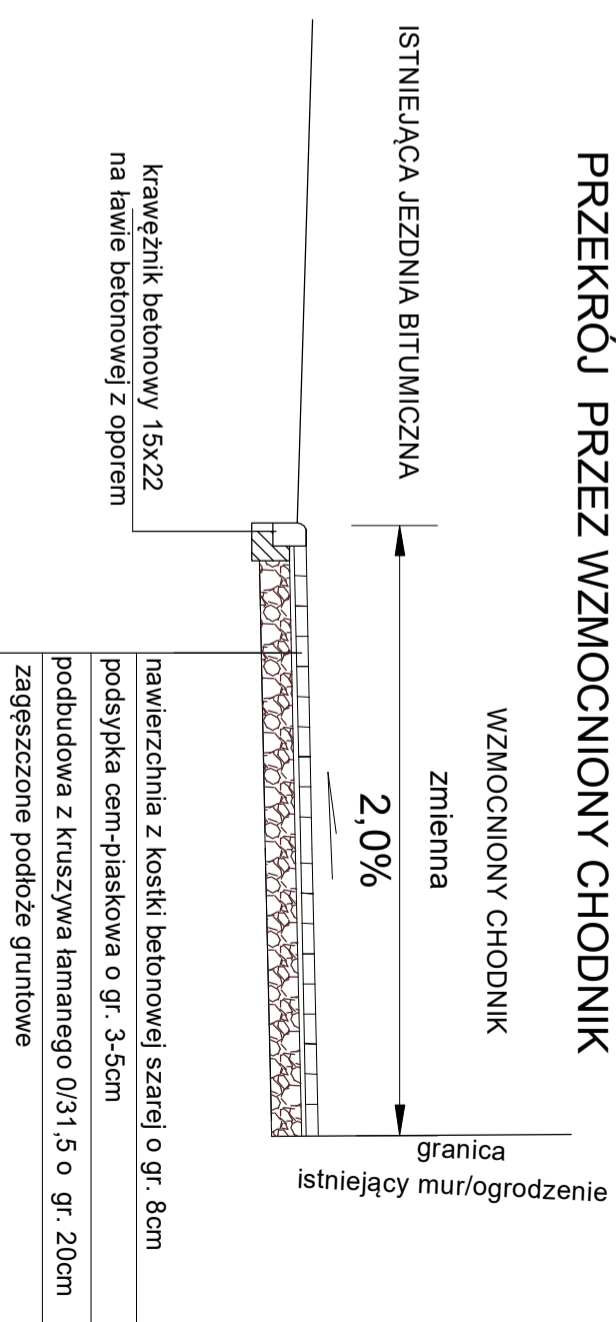 PRZEKRÓJ PRZEZ WZMOCNIONY CHODNIK
WZMOCNIONY CHODNIK
zmienna
ISTNIEJĄCA JEZDNIA BITUMICZNA
2,0%
granica
istniejący mur/ogrodzenie
krawężnik betonowy 15x22
na ławie betonowej z oporem
nawierzchnia z kostki betonowej szarej o gr. 8cm
podsypka cem-piaskowa o gr. 3-5cm
podbudowa z kruszywa łamanego 0/31,5 o gr. 20cm
zagęszczone podłoże gruntowe